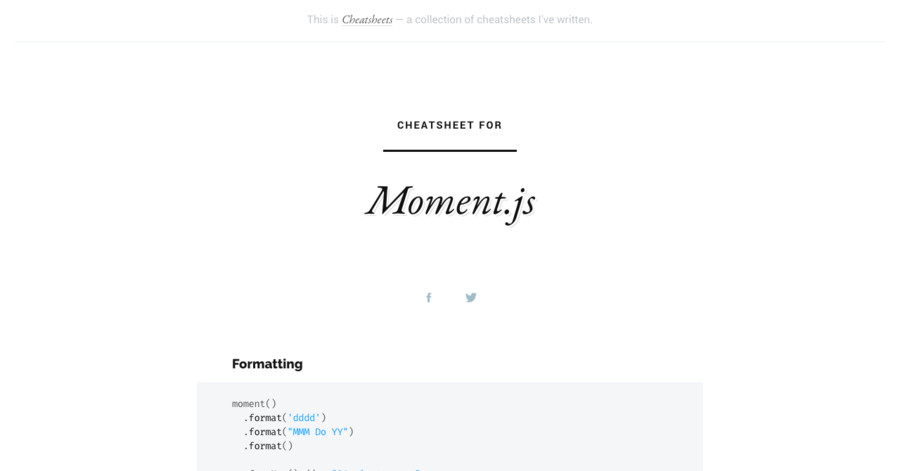 This is Cheatsheets — a collection of cheatsheets I've written.
CHEATSHEET FOR
Moment.js
Formatting
moment()
.format('dddd')
.format("MMM Do YY")
.format()